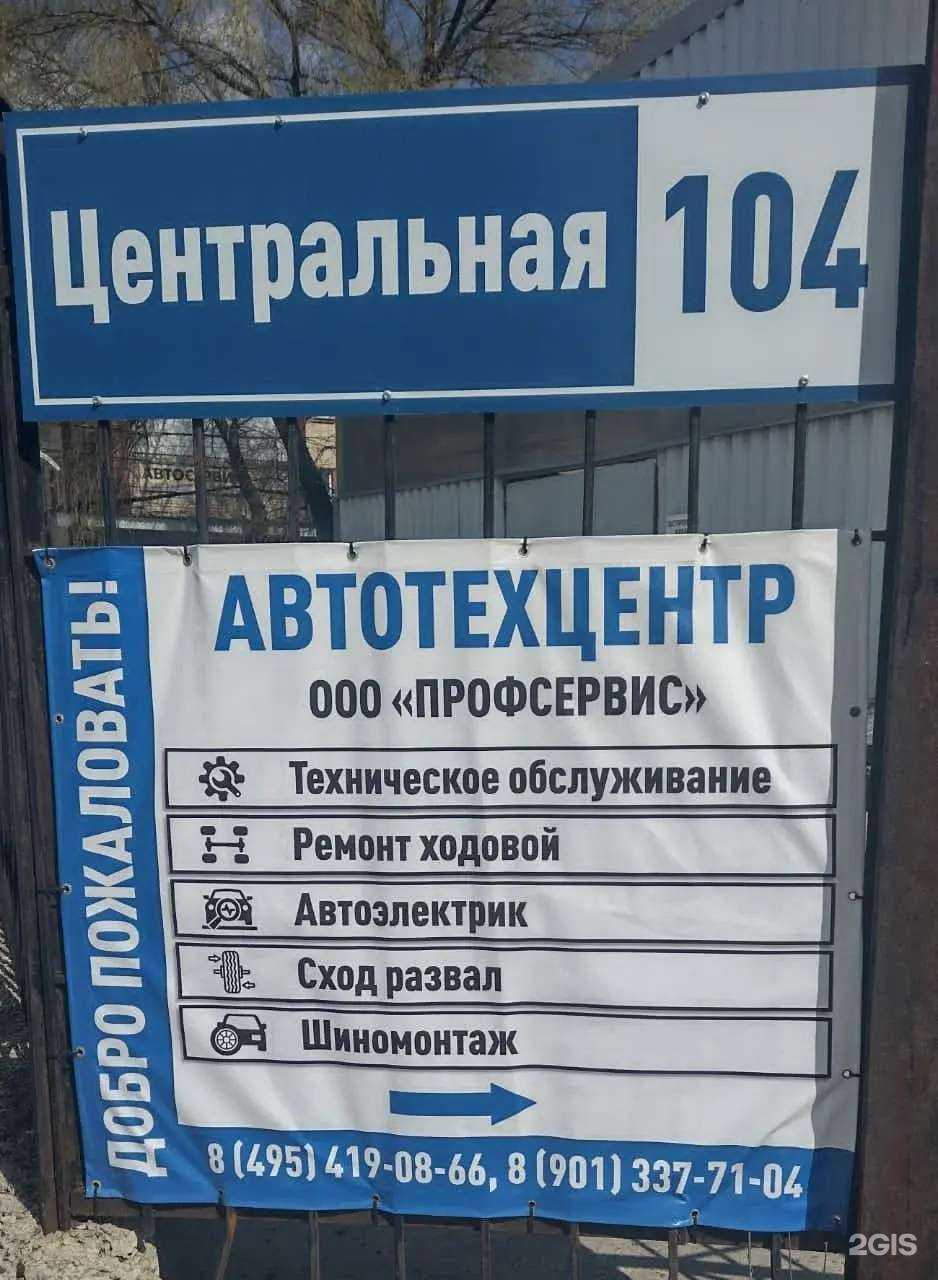 Центральная 104
АВТОСЕРВИС
ДОБРО ПОЖАЛОВАТЬ!
АВТОТЕХЦЕНТР
ООО «ПРОФСЕРВИС»
Техническое обслуживание
Ремонт ходовой
Автоэлектрик
Сход развал
Шиномонтаж
8 (495) 419-08-66, 8 (901) 337-71-04
2GIS